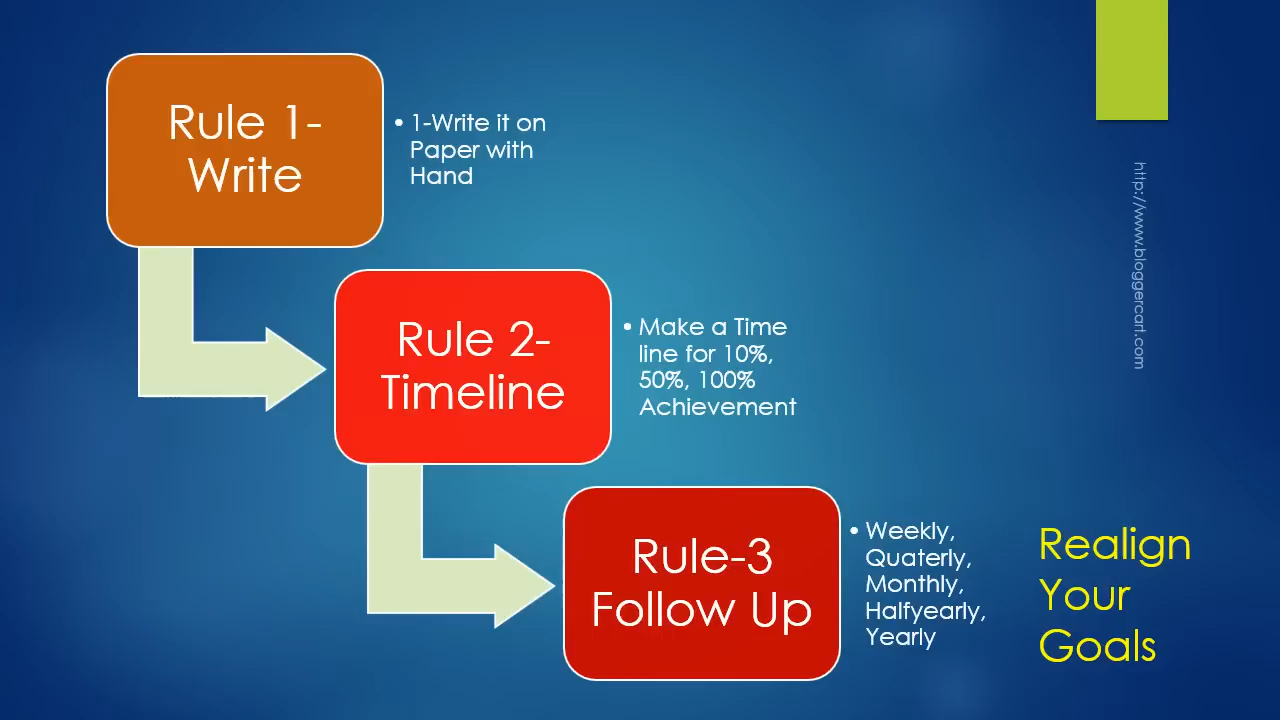 Rule 1-
Write
• 1-Write it on
Paper with
Hand
http://www.bloggercart.com
Rule 2-
Timeline
• Make a Time
line for 10%,
50%, 100%
Achievement
Rule-3
Follow Up
• Weekly,
Quaterly,
Monthly,
Halfyearly,
Yearly
Realign
Your
Goals